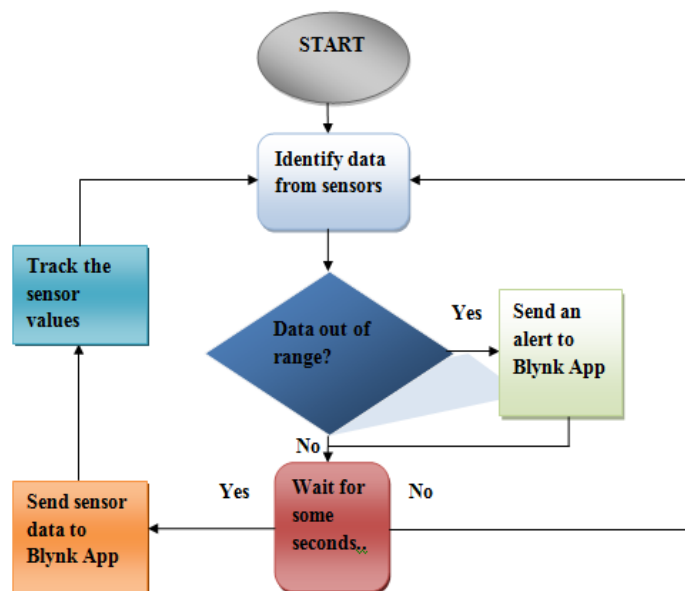 START
Identify data
from sensors
Track the
sensor
values
Data out of
range?
Yes
Send an
alert to
Blynk App
No
Yes
Wait for
some
seconds..
No
Send sensor
data to
Blynk App